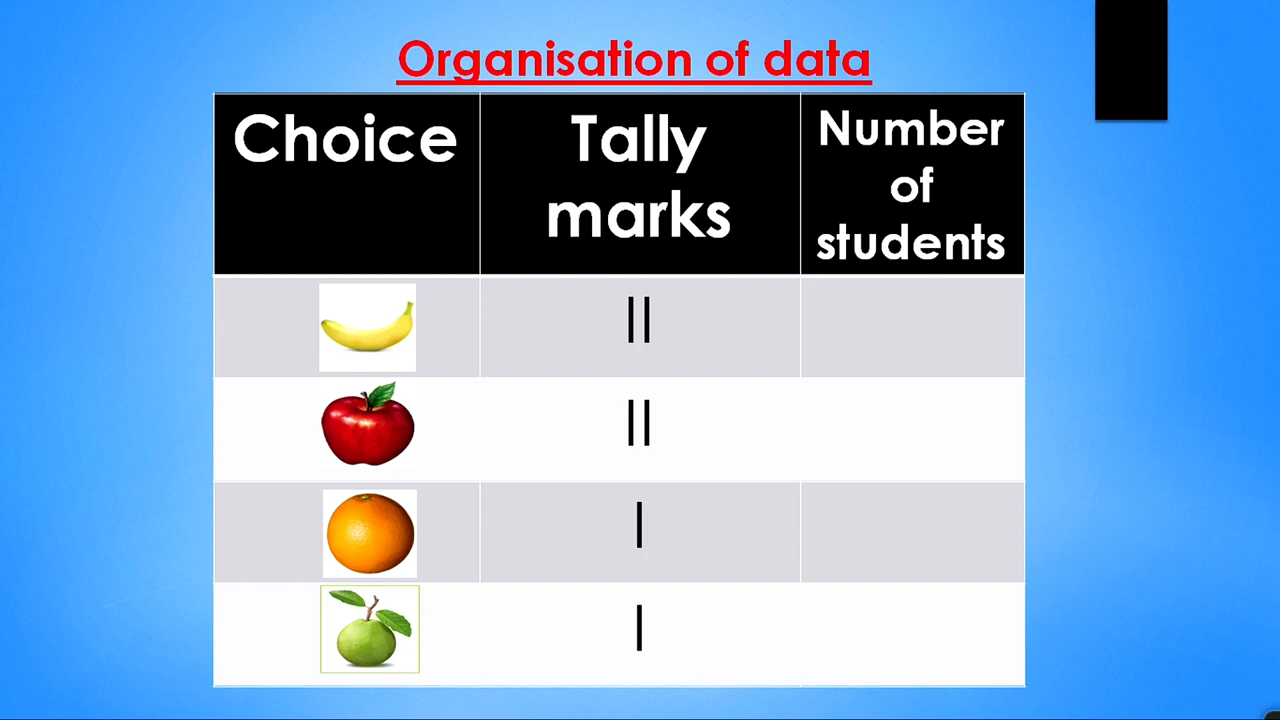 Organisation of data
Choice
Tally
marks
Number
of
students
||
||
|
|